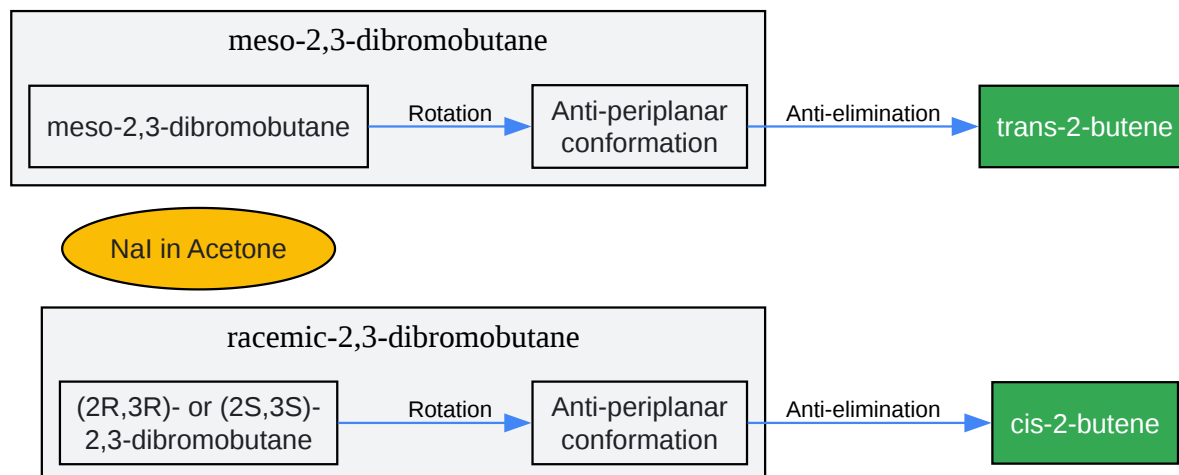 meso-2,3-dibromobutane
meso-2,3-dibromobutane
Rotation
Anti-periplanar
conformation
Anti-elimination
trans-2-butene
NaI in Acetone
racemic-2,3-dibromobutane
(2R,3R)- or (2S,3S)-
2,3-dibromobutane
Rotation
Anti-periplanar
conformation
Anti-elimination
cis-2-butene